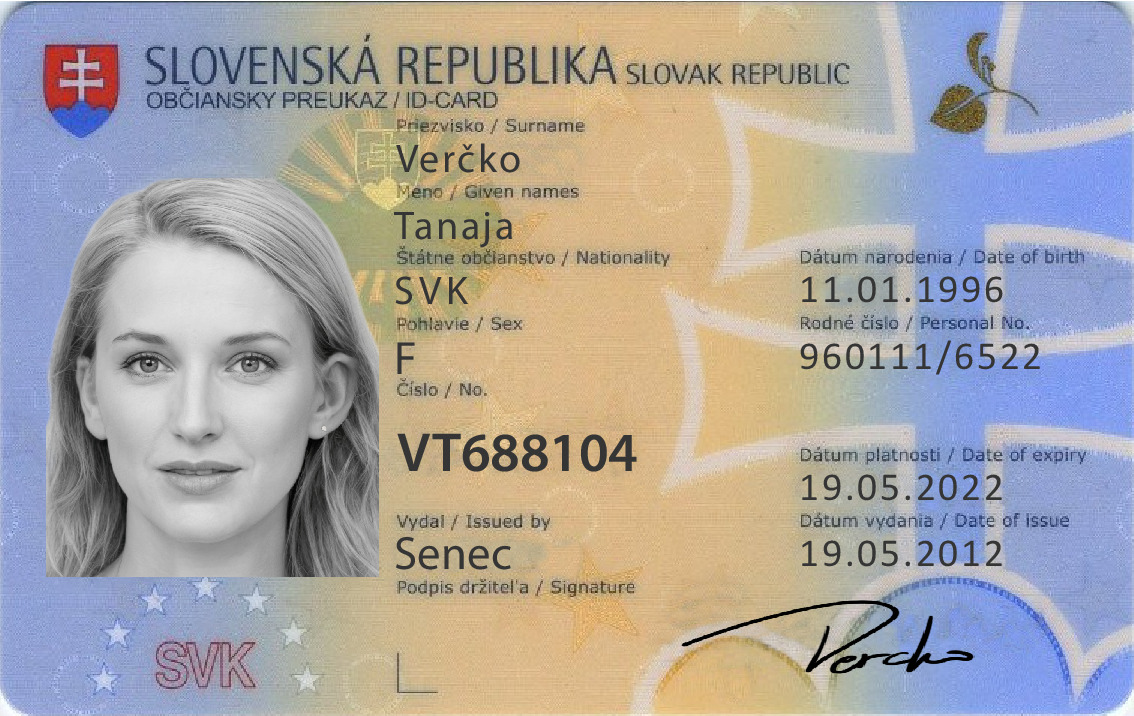 SLOVENSKÁ REPUBLIKA SLOVAK REPUBLIC
OBČIANSKY PREUKAZ / ID-CARD
Priezvisko / Surname
Verčko
Meno / Given names
Tanaja
Štátne občianstvo / Nationality
SVK
Dátum narodenia / Date of birth
11.01.1996
Pohlavie / Sex
F
Rodné číslo / Personal No.
960111/6522
Číslo / No.
VT688104
Dátum platnosti / Date of expiry
19.05.2022
Vydal / Issued by
Senec
Dátum vydania / Date of issue
19.05.2012
Podpis držiteľa / Signature
Verčko
SVK